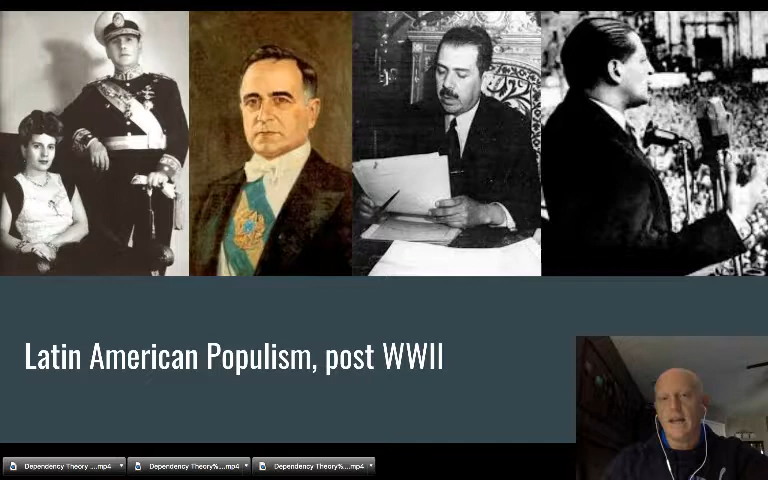 Latin American Populism, post WWII
Dependency Theory ....mp4
Dependency Theory%....mp4
Dependency Theory%....mp4